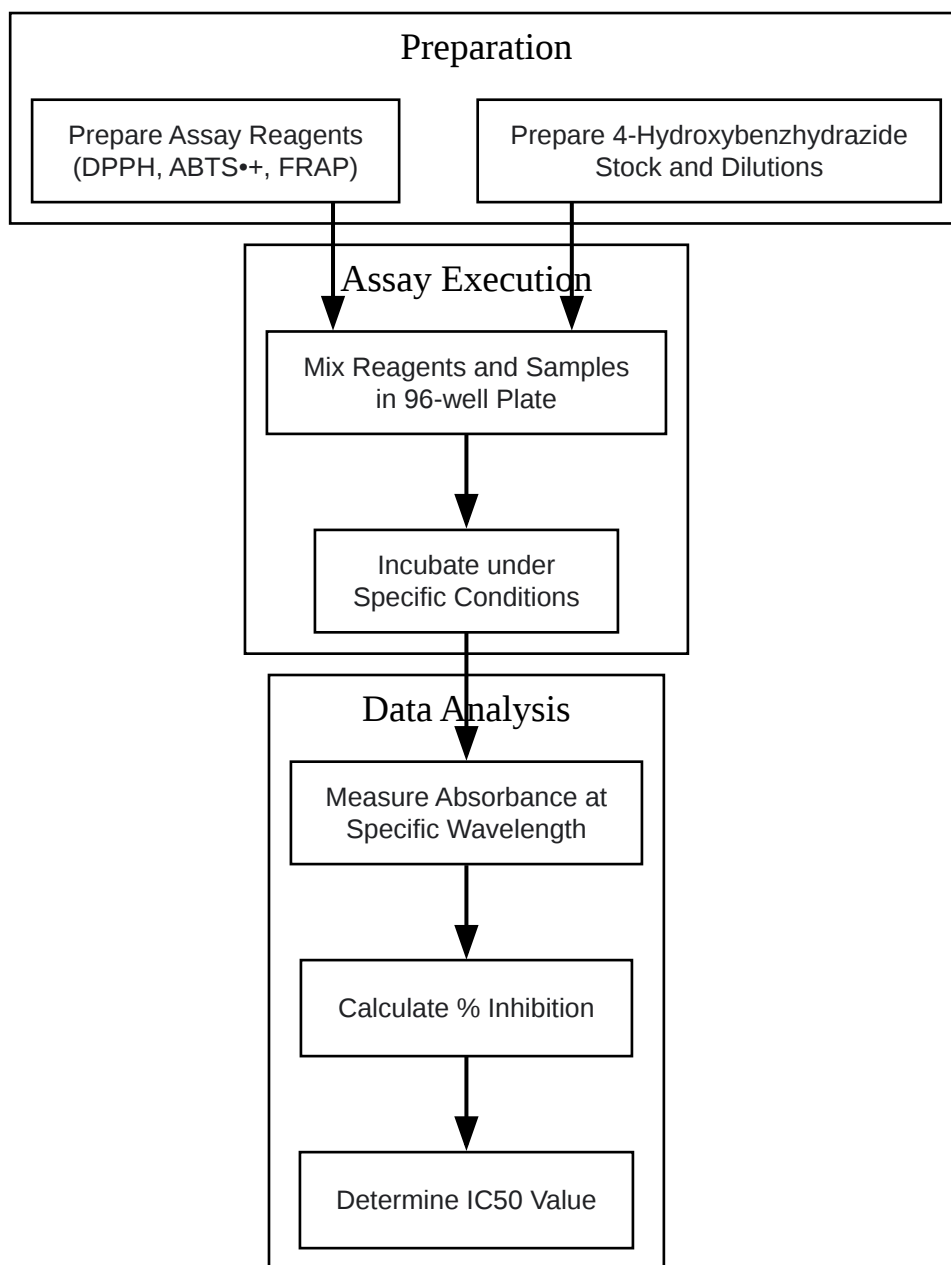 Preparation
Prepare Assay Reagents
(DPPH, ABTS•+, FRAP)
Prepare 4-Hydroxybenzhydrazide
Stock and Dilutions
Assay Execution
Mix Reagents and Samples
in 96-well Plate
Incubate under
Specific Conditions
Data Analysis
Measure Absorbance at
Specific Wavelength
Calculate % Inhibition
Determine IC50 Value